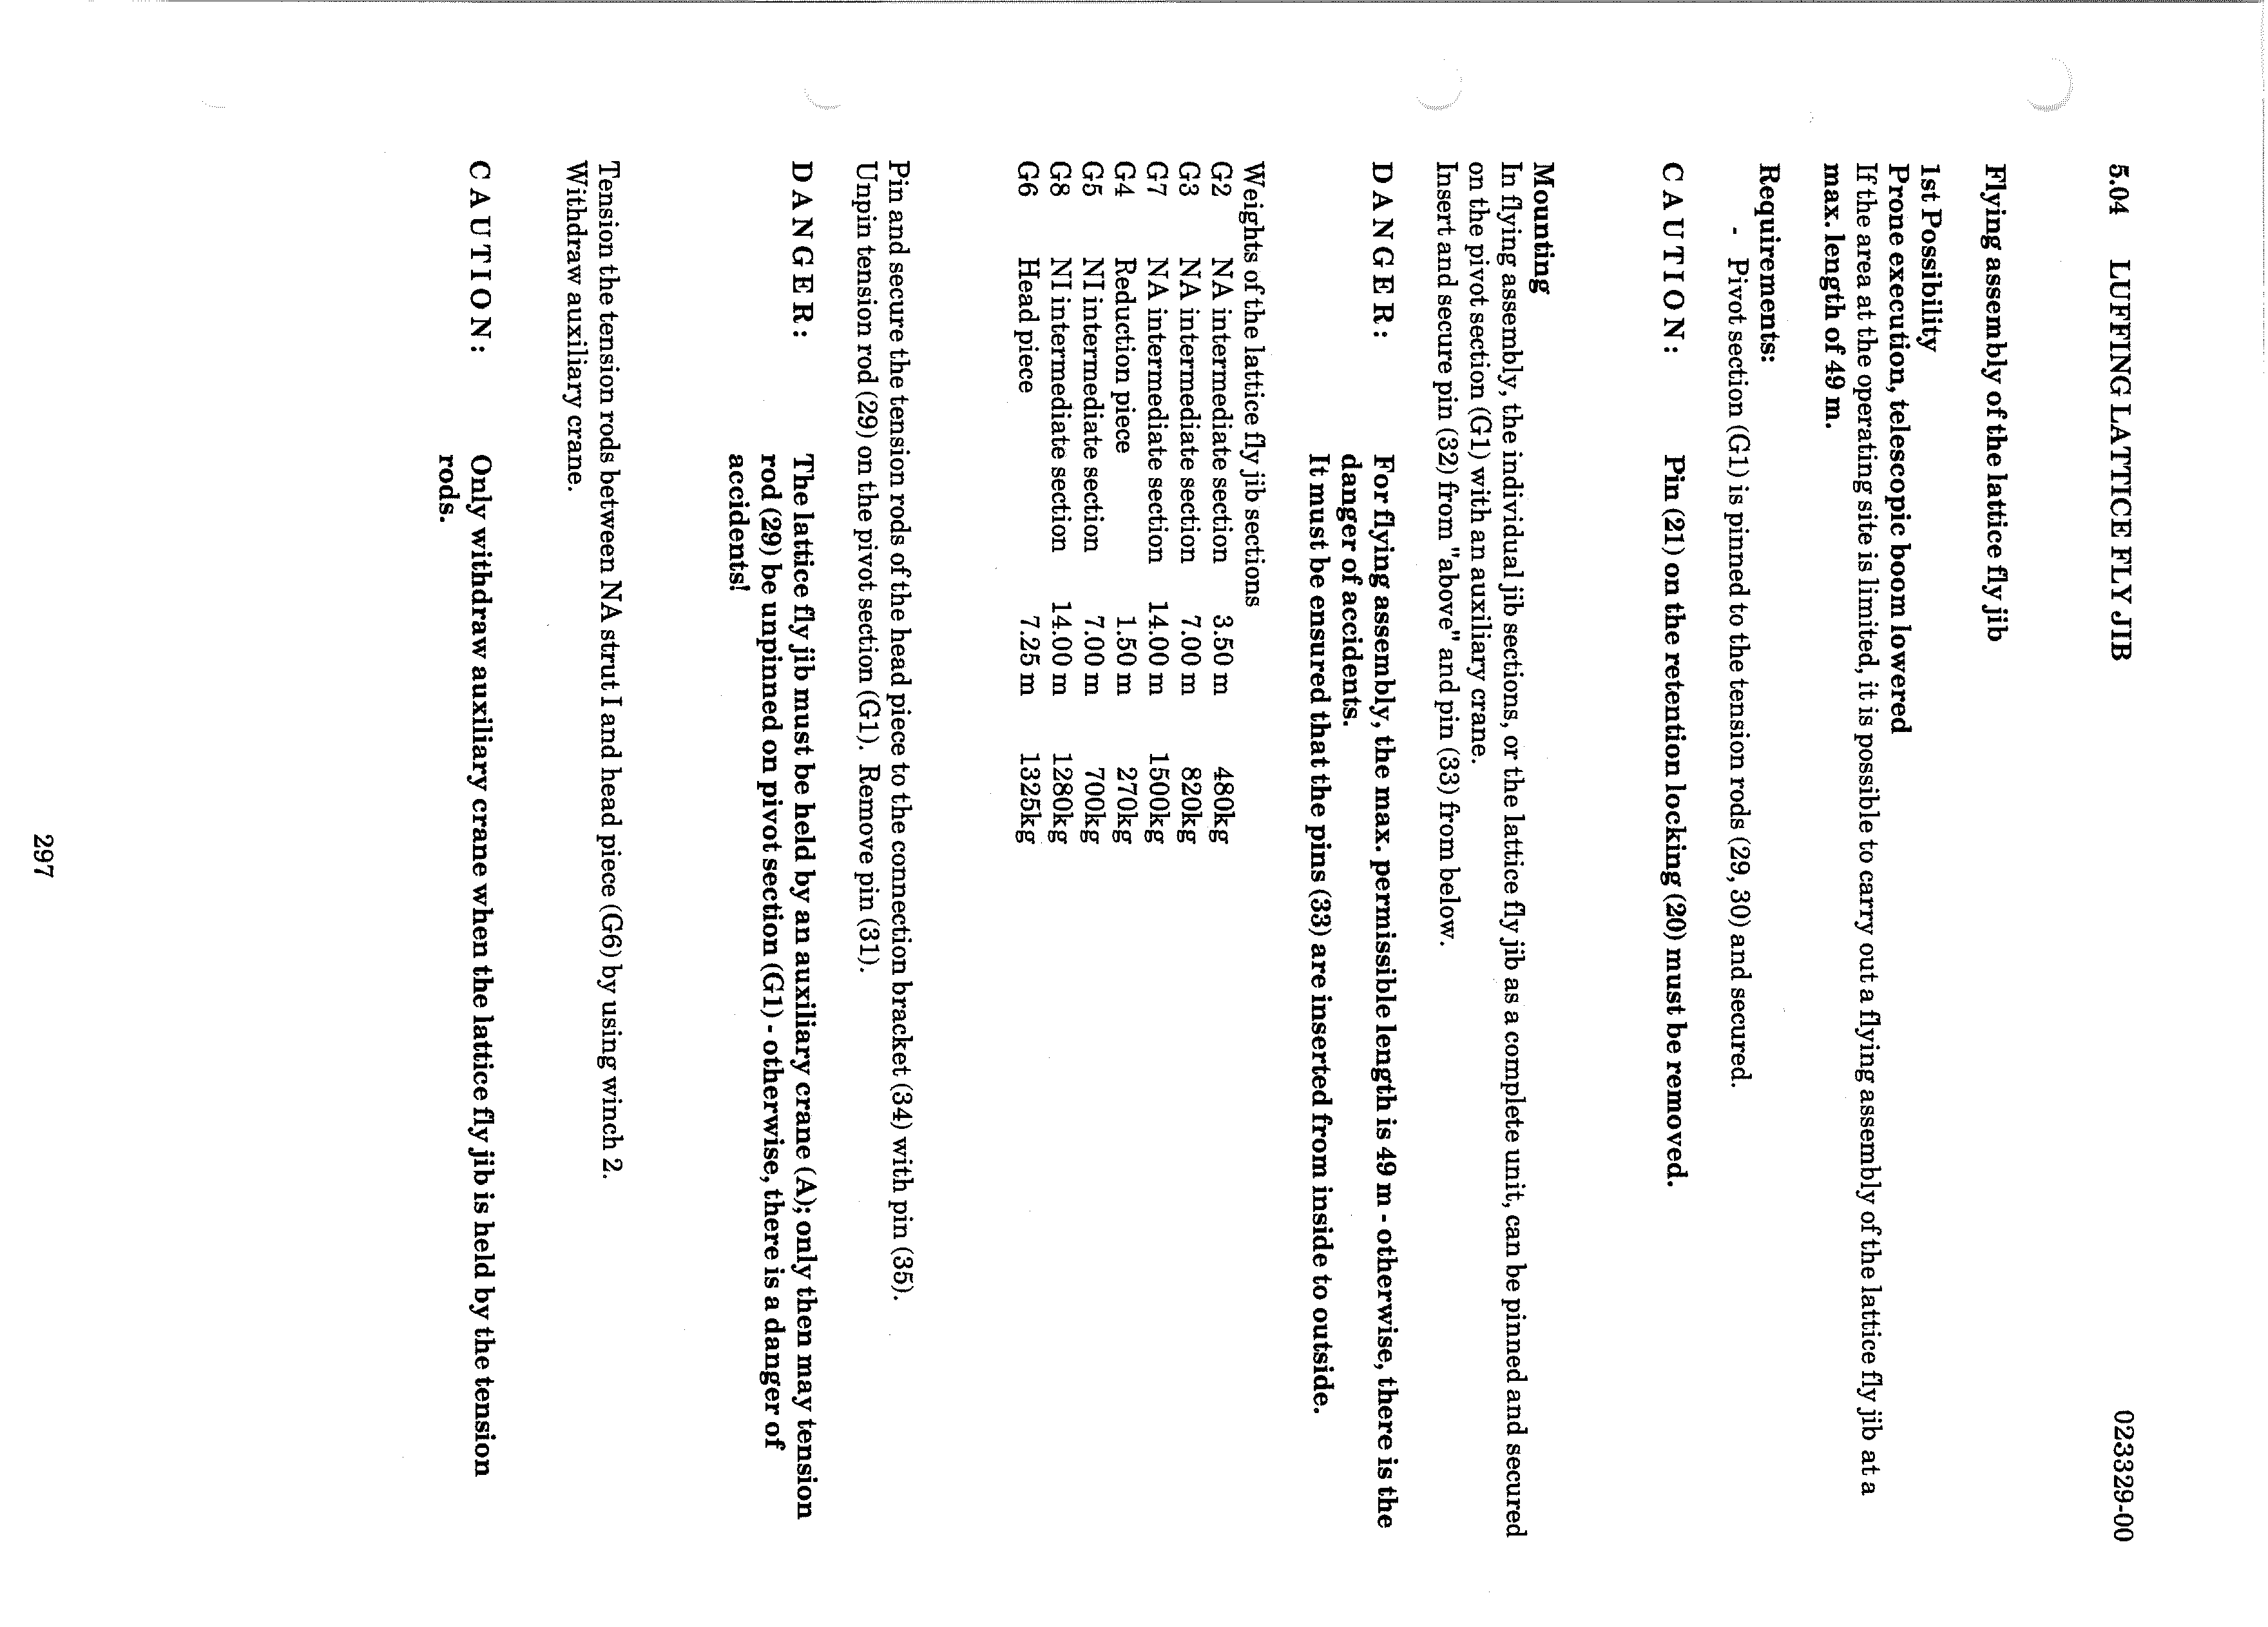 5.04 LUFFING LATTICE FLY JIB 023329-00
Flying assembly of the lattice fly jib
1st Possibility
Prone execution, telescopic boom lowered
If the area at the operating site is limited, it is possible to carry out a flying assembly of the lattice fly jib at a
max. length of 49 m.
Requirements:
- Pivot section (G1) is pinned to the tension rods (29, 30) and secured.
CAUTION: Pin (21) on the retention locking (20) must be removed.
Mounting
In flying assembly, the individual jib sections, or the lattice fly jib as a complete unit, can be pinned and secured
on the pivot section (G1) with an auxiliary crane.
Insert and secure pin (32) from "above" and pin (33) from below.
DANGER: For flying assembly, the max. permissible length is 49 m - otherwise, there is the
danger of accidents.
It must be ensured that the pins (33) are inserted from inside to outside.
Weights of the lattice fly jib sections
G2 NA intermediate section 3.50 m 480kg
G3 NA intermediate section 7.00 m 820kg
G7 NA intermediate section 14.00 m 1500kg
G4 Reduction piece 1.50 m 270kg
G5 NI intermediate section 7.00 m 700kg
G8 NI intermediate section 14.00 m 1280kg
G6 Head piece 7.25 m 1325kg
Pin and secure the tension rods of the head piece to the connection bracket (34) with pin (35).
Unpin tension rod (29) on the pivot section (G1). Remove pin (31).
DANGER: The lattice fly jib must be held by an auxiliary crane (A); only then may tension
rod (29) be unpinned on pivot section (G1) - otherwise, there is a danger of
accidents!
Tension the tension rods between NA strut I and head piece (G6) by using winch 2.
Withdraw auxiliary crane.
CAUTION: Only withdraw auxiliary crane when the lattice fly jib is held by the tension
rods.
297